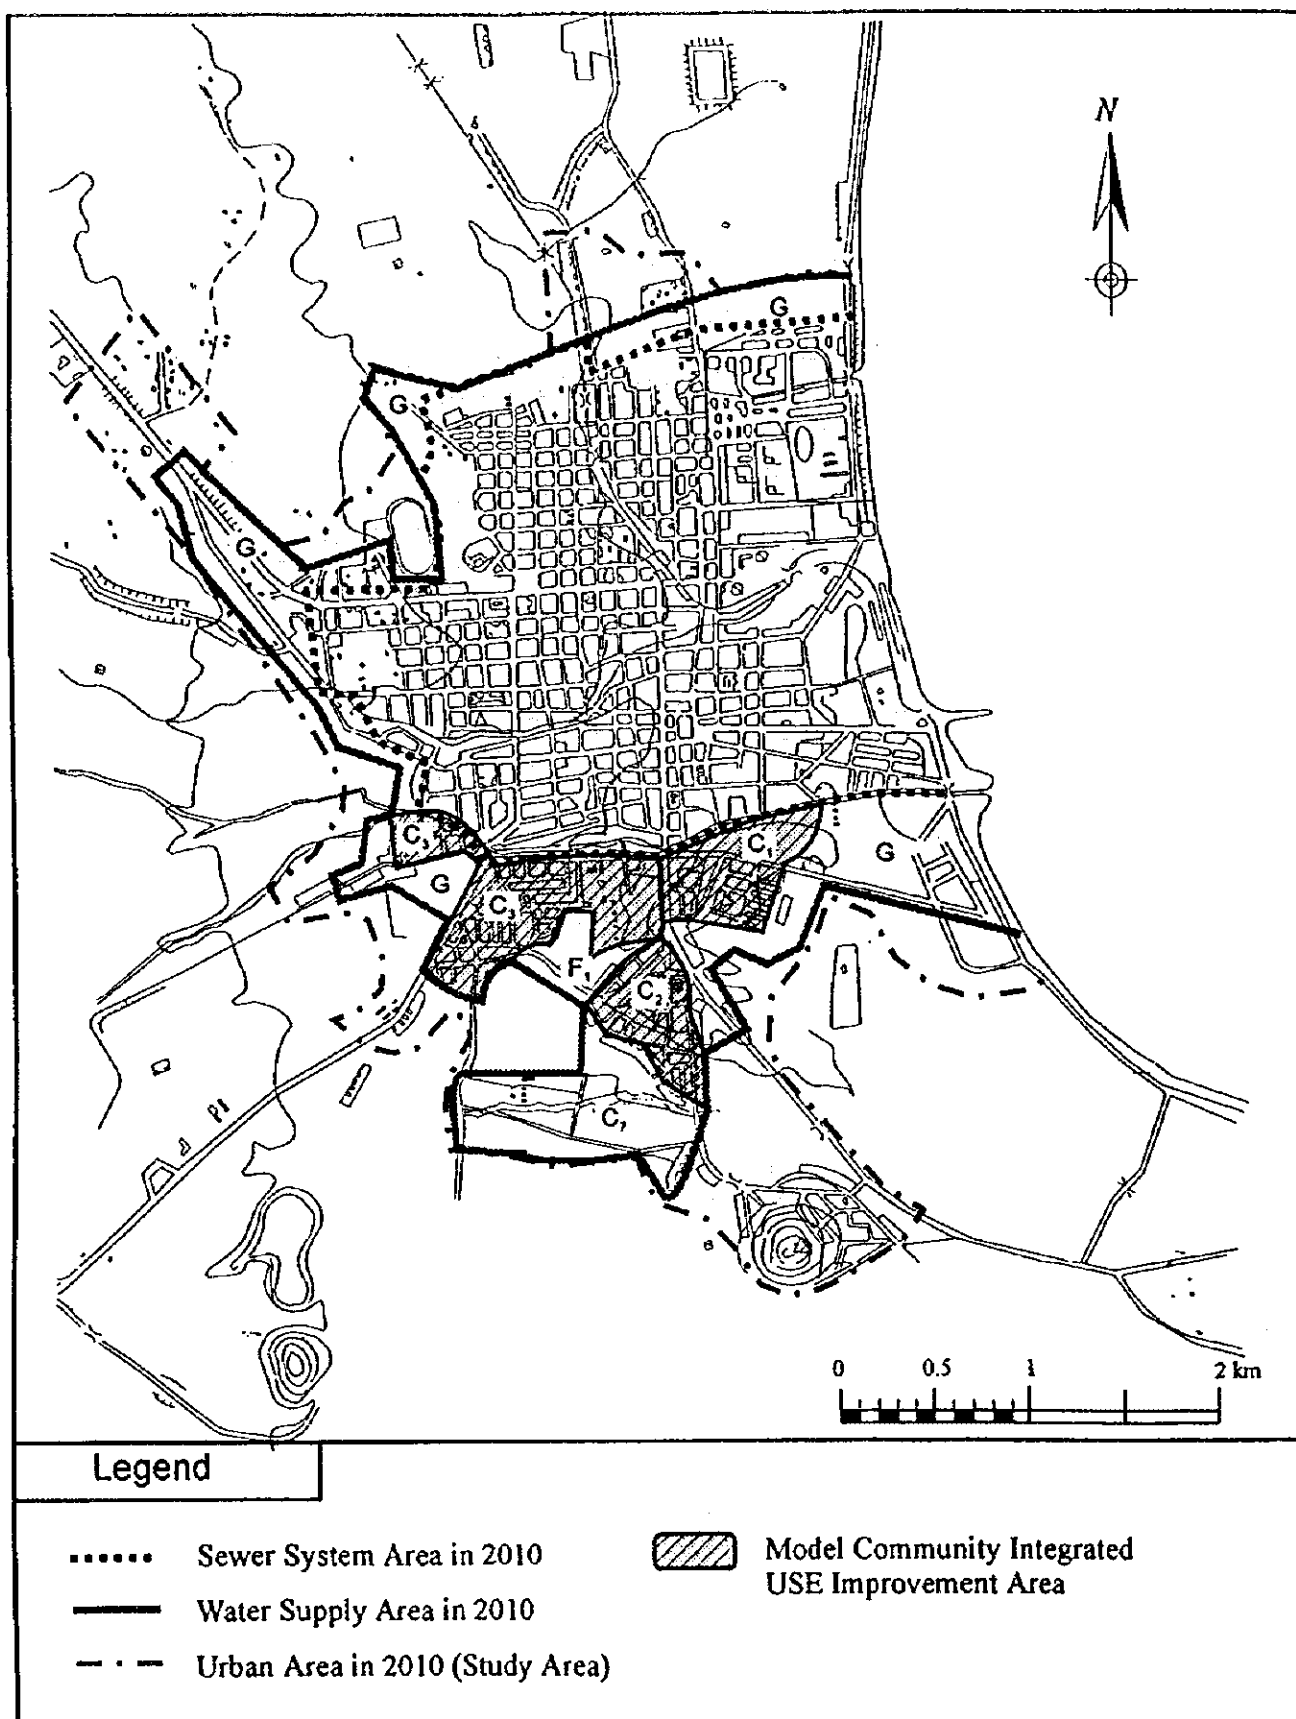 N
G
G
G
C₃
C₁
G
G
C₃
F₁
C₂
C₇
0 0.5 1 2 km
Legend
Sewer System Area in 2010
Model Community Integrated
USE Improvement Area
Water Supply Area in 2010
Urban Area in 2010 (Study Area)